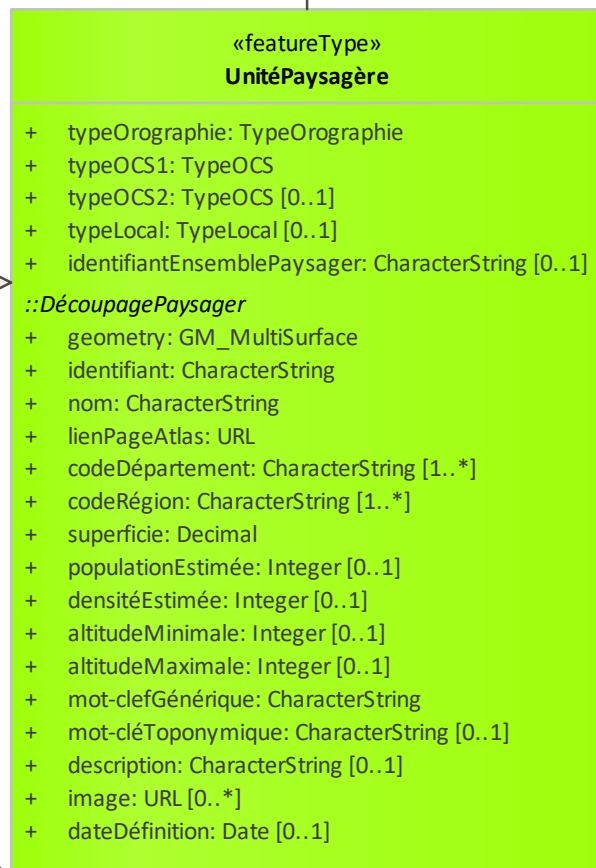 «featureType»
UnitéPaysagère
+ typeOrographie: TypeOrographie
+ typeOCS1: TypeOCS
+ typeOCS2: TypeOCS [0..1]
+ typeLocal: TypeLocal [0..1]
+ identifiantEnsemblePaysager: CharacterString [0..1]
::DécoupagePaysager
+ geometry: GM_MultiSurface
+ identifiant: CharacterString
+ nom: CharacterString
+ lienPageAtlas: URL
+ codeDépartement: CharacterString [1..*]
+ codeRégion: CharacterString [1..*]
+ superficie: Decimal
+ populationEstimée: Integer [0..1]
+ densitéEstimée: Integer [0..1]
+ altitudeMinimale: Integer [0..1]
+ altitudeMaximale: Integer [0..1]
+ mot-clefGénérique: CharacterString
+ mot-cléToponymique: CharacterString [0..1]
+ description: CharacterString [0..1]
+ image: URL [0..*]
+ dateDéfinition: Date [0..1]